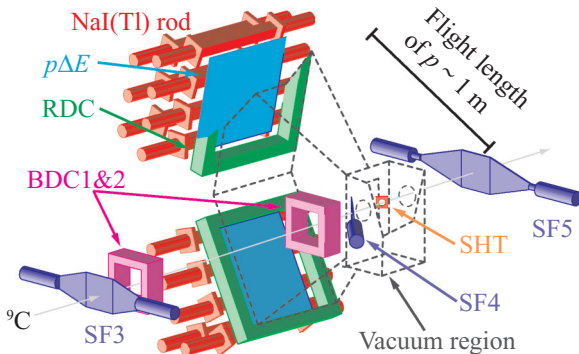 NaI(Tl) rod
pΔE
RDC
BDC1&2
Flight length
of p ~ 1 m
SF5
SHT
SF4
⁹C
SF3
Vacuum region